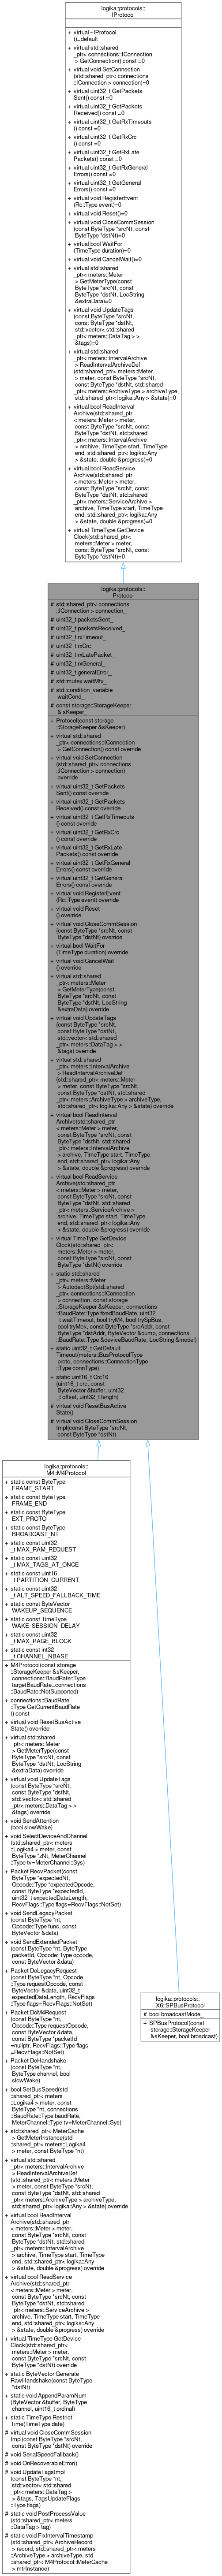 logika::protocols::
IProtocol
+ virtual ~IProtocol
()=default
+ virtual std::shared
_ptr< connections::IConnection
> GetConnection() const =0
+ virtual void SetConnection
(std::shared_ptr< connections
::IConnection > connection)=0
+ virtual uint32_t GetPackets
Sent() const =0
+ virtual uint32_t GetPackets
Received() const =0
+ virtual uint32_t GetRxTimeouts
() const =0
+ virtual uint32_t GetRxCrc
() const =0
+ virtual uint32_t GetRxLate
Packets() const =0
+ virtual uint32_t GetRxGeneral
Errors() const =0
+ virtual uint32_t GetGeneral
Errors() const =0
+ virtual void RegisterEvent
(Rc::Type event)=0
+ virtual void Reset()=0
+ virtual void CloseCommSession
(const ByteType *srcNt, const
ByteType *dstNt)=0
+ virtual bool WaitFor
(TimeType duration)=0
+ virtual void CancelWait()=0
+ virtual std::shared
_ptr< meters::Meter
> GetMeterType(const
ByteType *srcNt, const
ByteType *dstNt, LocString
&extraData)=0
+ virtual void UpdateTags
(const ByteType *srcNt,
const ByteType *dstNt,
std::vector< std::shared
_ptr< meters::DataTag > >
&tags)=0
+ virtual std::shared
_ptr< meters::IntervalArchive
> ReadIntervalArchiveDef
(std::shared_ptr< meters::Meter
> meter, const ByteType *srcNt,
const ByteType *dstNt, std::shared
_ptr< meters::ArchiveType > archiveType,
std::shared_ptr< logika::Any > &state)=0
+ virtual bool ReadInterval
Archive(std::shared_ptr
< meters::Meter > meter,
const ByteType *srcNt, const
ByteType *dstNt, std::shared
_ptr< meters::IntervalArchive
> archive, TimeType start, TimeType
end, std::shared_ptr< logika::Any
> &state, double &progress)=0
+ virtual bool ReadService
Archive(std::shared_ptr
< meters::Meter > meter,
const ByteType *srcNt, const
ByteType *dstNt, std::shared
_ptr< meters::ServiceArchive >
archive, TimeType start, TimeType
end, std::shared_ptr< logika::Any
> &state, double &progress)=0
+ virtual TimeType GetDevice
Clock(std::shared_ptr<
meters::Meter > meter,
const ByteType *srcNt, const
ByteType *dstNt)=0
logika::protocols::
Protocol
# std::shared_ptr< connections
::IConnection > connection_
# uint32_t packetsSent_
# uint32_t packetsReceived_
# uint32_t rxTimeout_
# uint32_t rxCrc_
# uint32_t rxLatePacket_
# uint32_t rxGeneral_
# uint32_t generalError_
# std::mutex waitMtx_
# std::condition_variable
waitCond_
# const storage::StorageKeeper
& sKeeper_
+ Protocol(const storage
::StorageKeeper &sKeeper)
+ virtual std::shared
_ptr< connections::IConnection
> GetConnection() const override
+ virtual void SetConnection
(std::shared_ptr< connections
::IConnection > connection)
override
+ virtual uint32_t GetPackets
Sent() const override
+ virtual uint32_t GetPackets
Received() const override
+ virtual uint32_t GetRxTimeouts
() const override
+ virtual uint32_t GetRxCrc
() const override
+ virtual uint32_t GetRxLate
Packets() const override
+ virtual uint32_t GetRxGeneral
Errors() const override
+ virtual uint32_t GetGeneral
Errors() const override
+ virtual void RegisterEvent
(Rc::Type event) override
+ virtual void Reset
() override
+ virtual void CloseCommSession
(const ByteType *srcNt, const
ByteType *dstNt) override
+ virtual bool WaitFor
(TimeType duration) override
+ virtual void CancelWait
() override
+ virtual std::shared
_ptr< meters::Meter
> GetMeterType(const
ByteType *srcNt, const
ByteType *dstNt, LocString
&extraData) override
+ virtual void UpdateTags
(const ByteType *srcNt,
const ByteType *dstNt,
std::vector< std::shared
_ptr< meters::DataTag > >
&tags) override
+ virtual std::shared
_ptr< meters::IntervalArchive
> ReadIntervalArchiveDef
(std::shared_ptr< meters::Meter
> meter, const ByteType *srcNt,
const ByteType *dstNt, std::shared
_ptr< meters::ArchiveType > archiveType,
std::shared_ptr< logika::Any > &state) override
+ virtual bool ReadInterval
Archive(std::shared_ptr
< meters::Meter > meter,
const ByteType *srcNt, const
ByteType *dstNt, std::shared
_ptr< meters::IntervalArchive
> archive, TimeType start, TimeType
end, std::shared_ptr< logika::Any
> &state, double &progress) override
+ virtual bool ReadService
Archive(std::shared_ptr
< meters::Meter > meter,
const ByteType *srcNt, const
ByteType *dstNt, std::shared
_ptr< meters::ServiceArchive >
archive, TimeType start, TimeType
end, std::shared_ptr< logika::Any
> &state, double &progress) override
+ virtual TimeType GetDevice
Clock(std::shared_ptr<
meters::Meter > meter,
const ByteType *srcNt, const
ByteType *dstNt) override
+ static std::shared
_ptr< meters::Meter
> AutodectSpt(std::shared
_ptr< connections::IConnection
> connection, const storage
::StorageKeeper &sKeeper, connections
::BaudRate::Type fixedBaudRate, uint32
_t waitTimeout, bool tryM4, bool trySpBus,
bool tryMek, const ByteType *srcAddr, const
ByteType *dstAddr, ByteVector &dump, connections
::BaudRate::Type &deviceBaudRate, LocString &model)
+ static uint32_t GetDefault
Timeout(meters::BusProtocolType
proto, connections::ConnectionType
::Type connType)
+ static uint16_t Crc16
(uint16_t crc, const
ByteVector &buffer, uint32
_t offset, uint32_t length)
# virtual void ResetBusActive
State()
# virtual void CloseCommSession
Impl(const ByteType *srcNt,
const ByteType *dstNt)
logika::protocols::
M4::M4Protocol
+ static const ByteType
FRAME_START
+ static const ByteType
FRAME_END
+ static const ByteType
EXT_PROTO
+ static const ByteType
BROADCAST_NT
+ static const uint32
_t MAX_RAM_REQUEST
+ static const uint32
_t MAX_TAGS_AT_ONCE
+ static const uint16
_t PARTITION_CURRENT
+ static const uint32
_t ALT_SPEED_FALLBACK_TIME
+ static const ByteVector
WAKEUP_SEQUENCE
+ static const TimeType
WAKE_SESSION_DELAY
+ static const uint32
_t MAX_PAGE_BLOCK
+ static const int32
_t CHANNEL_NBASE
+ M4Protocol(const storage
::StorageKeeper &sKeeper,
connections::BaudRate::Type
targetBaudRate=connections
::BaudRate::NotSupported)
+ connections::BaudRate
::Type GetCurrentBaudRate
() const
+ virtual void ResetBusActive
State() override
+ virtual std::shared
_ptr< meters::Meter
> GetMeterType(const
ByteType *srcNt, const
ByteType *dstNt, LocString
&extraData) override
+ virtual void UpdateTags
(const ByteType *srcNt,
const ByteType *dstNt,
std::vector< std::shared
_ptr< meters::DataTag > >
&tags) override
+ void SendAttention
(bool slowWake)
+ void SelectDeviceAndChannel
(std::shared_ptr< meters
::Logika4 > meter, const
ByteType *zNt, MeterChannel
::Type tv=MeterChannel::Sys)
+ Packet RecvPacket(const
ByteType *expectedNt,
Opcode::Type *expectedOpcode,
const ByteType *expectedId,
uint32_t expectedDataLength,
RecvFlags::Type flags=RecvFlags::NotSet)
+ void SendLegacyPacket
(const ByteType *nt,
Opcode::Type func, const
ByteVector &data)
+ void SendExtendedPacket
(const ByteType *nt, ByteType
packetId, Opcode::Type opcode,
const ByteVector &data)
+ Packet DoLegacyRequest
(const ByteType *nt, Opcode
::Type requestOpcode, const
ByteVector &data, uint32_t
expectedDataLength, RecvFlags
::Type flags=RecvFlags::NotSet)
+ Packet DoM4Request
(const ByteType *nt,
Opcode::Type requestOpcode,
const ByteVector &data,
const ByteType *packetId
=nullptr, RecvFlags::Type flags
=RecvFlags::NotSet)
+ Packet DoHandshake
(const ByteType *nt,
ByteType channel, bool
slowWake)
+ bool SetBusSpeed(std
::shared_ptr< meters
::Logika4 > meter, const
ByteType *nt, connections
::BaudRate::Type baudRate,
MeterChannel::Type tv=MeterChannel::Sys)
+ std::shared_ptr< MeterCache
> GetMeterInstance(std
::shared_ptr< meters::Logika4
> meter, const ByteType *nt)
+ virtual std::shared
_ptr< meters::IntervalArchive
> ReadIntervalArchiveDef
(std::shared_ptr< meters::Meter
> meter, const ByteType *srcNt,
const ByteType *dstNt, std::shared
_ptr< meters::ArchiveType > archiveType,
std::shared_ptr< logika::Any > &state) override
+ virtual bool ReadInterval
Archive(std::shared_ptr
< meters::Meter > meter,
const ByteType *srcNt, const
ByteType *dstNt, std::shared
_ptr< meters::IntervalArchive
> archive, TimeType start, TimeType
end, std::shared_ptr< logika::Any
> &state, double &progress) override
+ virtual bool ReadService
Archive(std::shared_ptr
< meters::Meter > meter,
const ByteType *srcNt, const
ByteType *dstNt, std::shared
_ptr< meters::ServiceArchive >
archive, TimeType start, TimeType
end, std::shared_ptr< logika::Any
> &state, double &progress) override
+ virtual TimeType GetDevice
Clock(std::shared_ptr<
meters::Meter > meter,
const ByteType *srcNt, const
ByteType *dstNt) override
+ static ByteVector Generate
RawHandshake(const ByteType
*dstNt)
+ static void AppendParamNum
(ByteVector &buffer, ByteType
channel, uint16_t ordinal)
+ static TimeType Restrict
Time(TimeType date)
# virtual void CloseCommSession
Impl(const ByteType *srcNt,
const ByteType *dstNt) override
# void SerialSpeedFallback()
# void OnRecoverableError()
# void UpdateTagsImpl
(const ByteType *nt,
std::vector< std::shared
_ptr< meters::DataTag >
> &tags, TagsUpdateFlags
::Type flags)
# static void PostProcessValue
(std::shared_ptr< meters
::DataTag > tag)
# static void FixIntervalTimestamp
(std::shared_ptr< ArchiveRecord
> record, std::shared_ptr< meters
::ArchiveType > archiveType, std
::shared_ptr< M4Protocol::MeterCache
> mtrInstance)
logika::protocols::
X6::SPBusProtocol
# bool broadcastMode_
+ SPBusProtocol(const
storage::StorageKeeper
&sKeeper, bool broadcast)